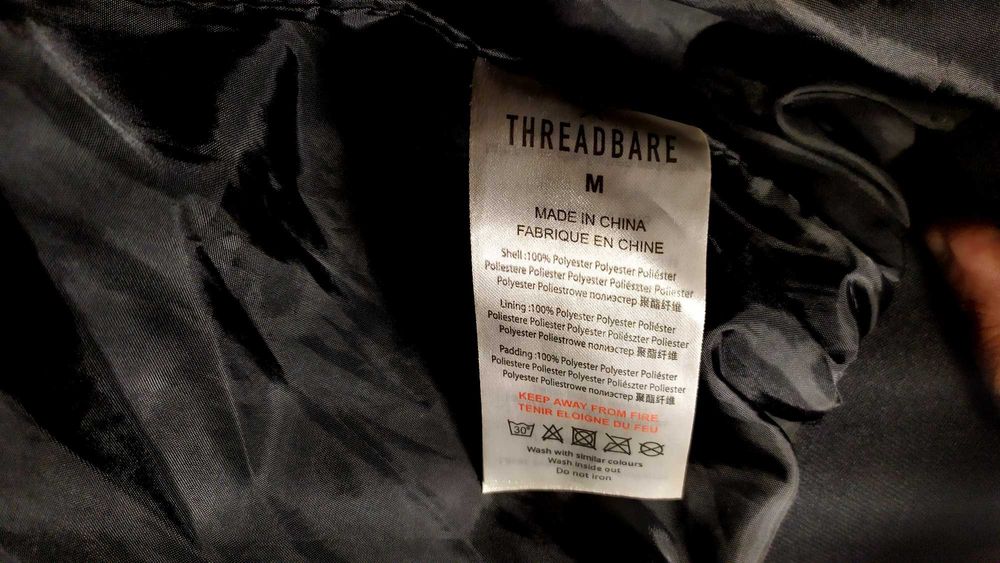 THREADBARE
M
MADE IN CHINA
FABRIQUE EN CHINE
Shell :100% Polyester Polyester Poliéster
Poliestere Poliester Polyester Poliészter Poliester
Polyester Poliestrowe полиэстер 聚酯纤维
Lining :100% Polyester Polyester Poliéster
Poliestere Poliester Polyester Poliészter Poliester
Polyester Poliestrowe полиэстер 聚酯纤维
Padding :100% Polyester Polyester Poliéster
Poliestere Poliester Polyester Poliészter Poliester
Polyester Poliestrowe полиэстер 聚酯纤维
KEEP AWAY FROM FIRE
TENIR ELOIGNE DU FEU
30°
Wash with similar colours
Wash inside out
Do not iron